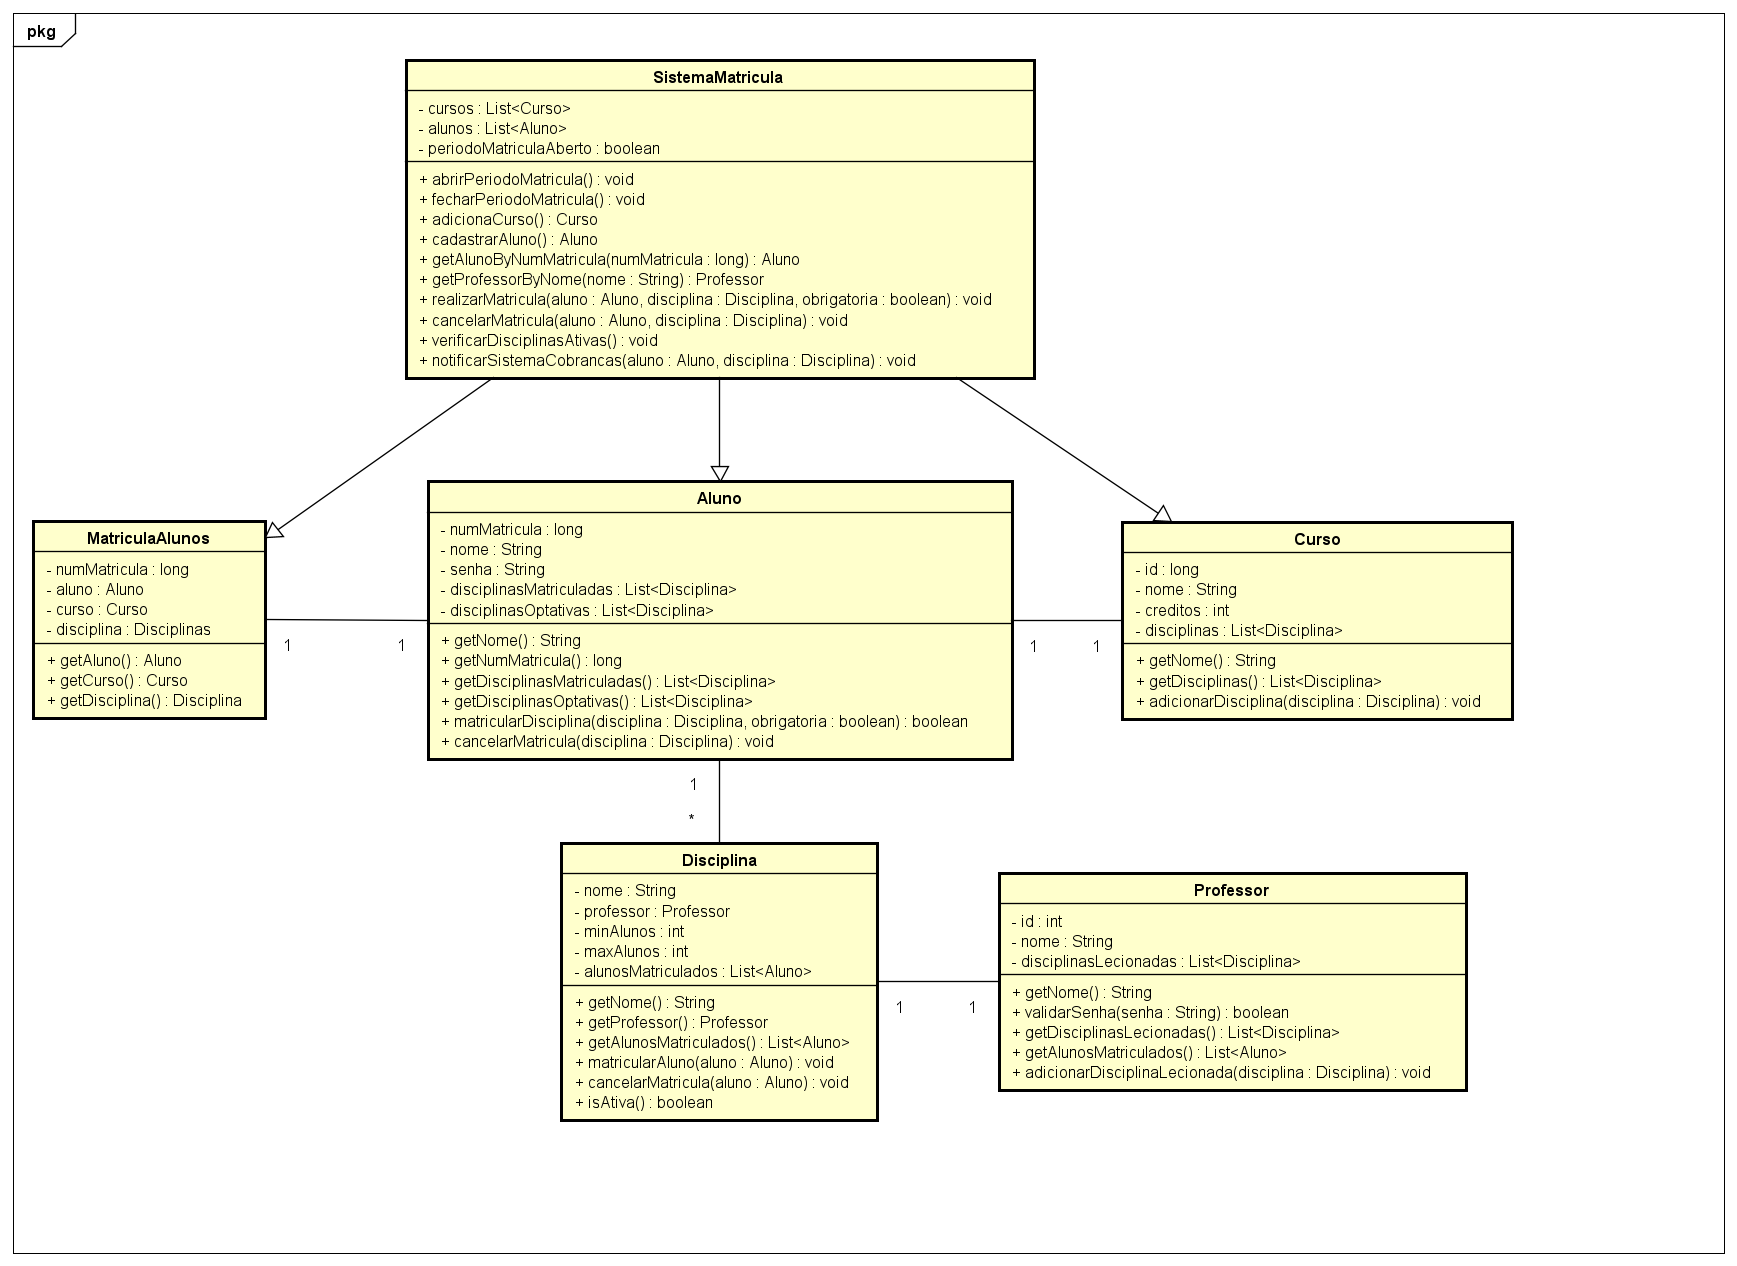 pkg
SistemaMatricula
- cursos : List<Curso>
- alunos : List<Aluno>
- periodoMatriculaAberto : boolean
+ abrirPeriodoMatricula() : void
+ fecharPeriodoMatricula() : void
+ adicionaCurso() : Curso
+ cadastrarAluno() : Aluno
+ getAlunoByNumMatricula(numMatricula : long) : Aluno
+ getProfessorByNome(nome : String) : Professor
+ realizarMatricula(aluno : Aluno, disciplina : Disciplina, obrigatoria : boolean) : void
+ cancelarMatricula(aluno : Aluno, disciplina : Disciplina) : void
+ verificarDisciplinasAtivas() : void
+ notificarSistemaCobrancas(aluno : Aluno, disciplina : Disciplina) : void
MatriculaAlunos
- numMatricula : long
- aluno : Aluno
- curso : Curso
- disciplina : Disciplinas
+ getAluno() : Aluno
+ getCurso() : Curso
+ getDisciplina() : Disciplina
1
1
Aluno
- numMatricula : long
- nome : String
- senha : String
- disciplinasMatriculadas : List<Disciplina>
- disciplinasOptativas : List<Disciplina>
+ getNome() : String
+ getNumMatricula() : long
+ getDisciplinasMatriculadas() : List<Disciplina>
+ getDisciplinasOptativas() : List<Disciplina>
+ matricularDisciplina(disciplina : Disciplina, obrigatoria : boolean) : boolean
+ cancelarMatricula(disciplina : Disciplina) : void
1
1
Curso
- id : long
- nome : String
- creditos : int
- disciplinas : List<Disciplina>
+ getNome() : String
+ getDisciplinas() : List<Disciplina>
+ adicionarDisciplina(disciplina : Disciplina) : void
1
*
Disciplina
- nome : String
- professor : Professor
- minAlunos : int
- maxAlunos : int
- alunosMatriculados : List<Aluno>
+ getNome() : String
+ getProfessor() : Professor
+ getAlunosMatriculados() : List<Aluno>
+ matricularAluno(aluno : Aluno) : void
+ cancelarMatricula(aluno : Aluno) : void
+ isAtiva() : boolean
1
1
Professor
- id : int
- nome : String
- disciplinasLecionadas : List<Disciplina>
+ getNome() : String
+ validarSenha(senha : String) : boolean
+ getDisciplinasLecionadas() : List<Disciplina>
+ getAlunosMatriculados() : List<Aluno>
+ adicionarDisciplinaLecionada(disciplina : Disciplina) : void